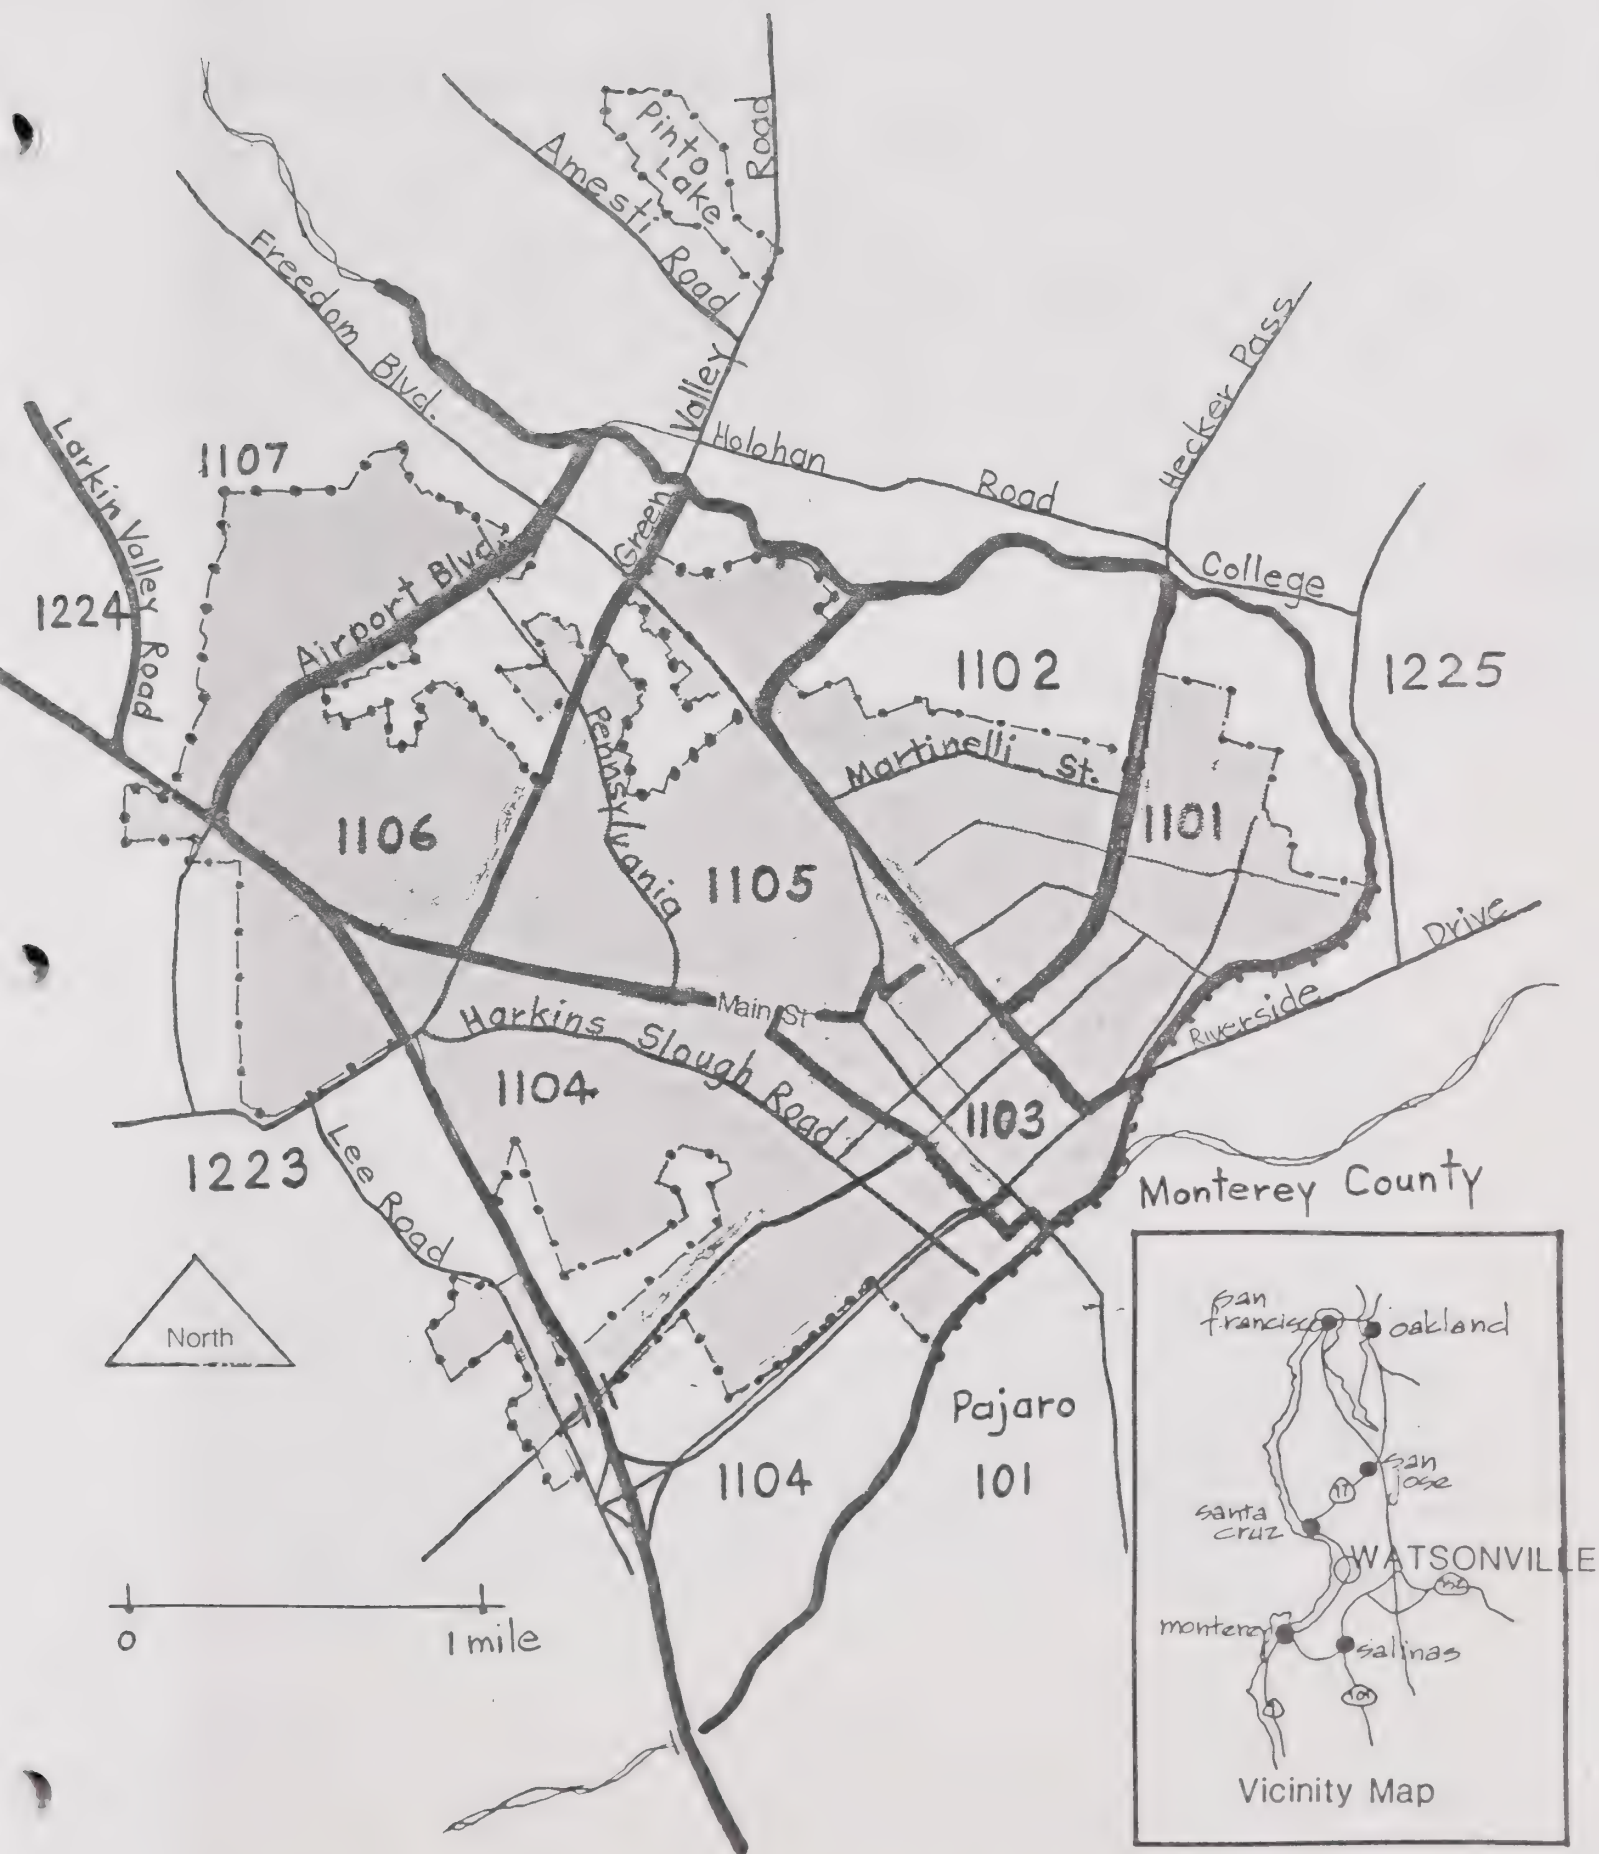 Pinto
Lake
Amesti Road
Green Valley Road
Freedom Blvd.
Hecker Pass
Holohan Road
College
Larkin Valley Road
1107
1224
Airport Blvd.
1102
1225
Martinelli St.
Pennsylvania
1106
1105
1101
Main St
Riverside Drive
Harkins Slough Road
1104
1103
1223
Lee Road
Monterey County
North
Pajaro
101
1104
0
1 mile
san
francisco
oakland
san
jose
17
santa
cruz
WATSONVILLE
152
monterey
salinas
1
101
Vicinity Map